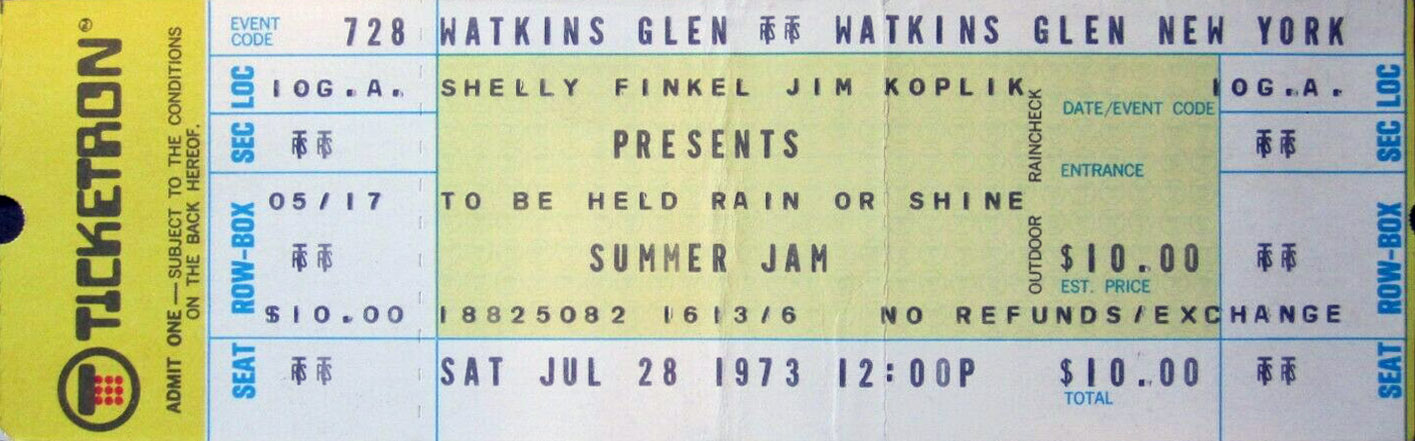 TICKETRON®
ADMIT ONE — SUBJECT TO THE CONDITIONS
ON THE BACK HEREOF.
EVENT CODE 728 WATKINS GLEN WATKINS GLEN NEW YORK
LOC 10G.A. SHELLY FINKEL JIM KOPLIK 10G.A. LOC
DATE/EVENT CODE
SEC PRESENTS SEC
ENTRANCE
OUTDOOR RAINCHECK
ROW-BOX 05/17 TO BE HELD RAIN OR SHINE ROW-BOX
SUMMER JAM $10.00
EST. PRICE
$10.00 18825082 1613/6 NO REFUNDS/EXCHANGE
SEAT SAT JUL 28 1973 12:00P $10.00 SEAT
TOTAL